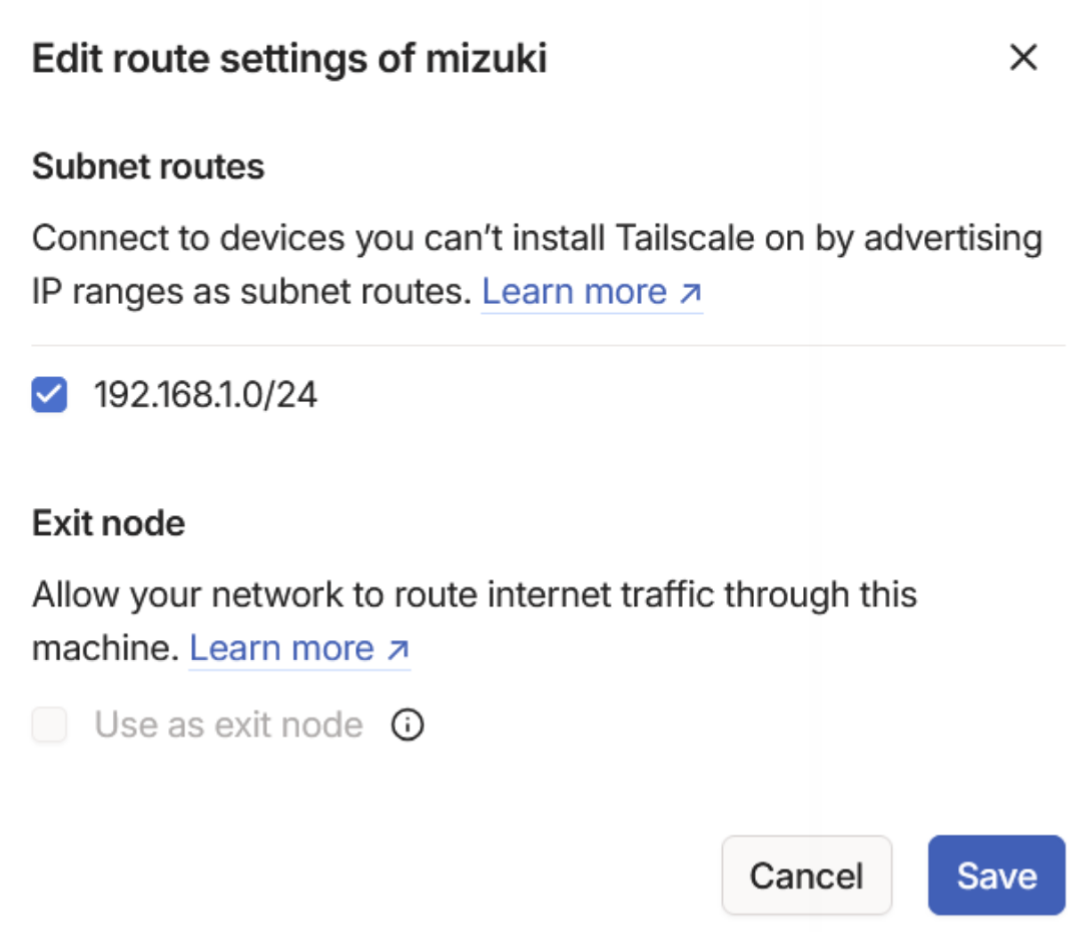 Edit route settings of mizuki
Subnet routes
Connect to devices you can’t install Tailscale on by advertising
IP ranges as subnet routes. Learn more ↗
192.168.1.0/24
Exit node
Allow your network to route internet traffic through this
machine. Learn more ↗
Use as exit node
Cancel
Save